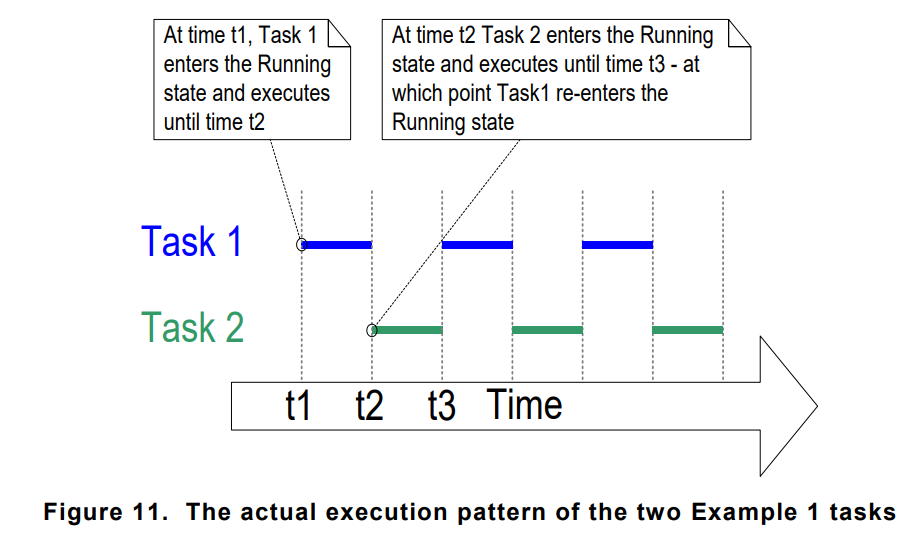 At time t1, Task 1
enters the Running
state and executes
until time t2
At time t2 Task 2 enters the Running
state and executes until time t3 - at
which point Task1 re-enters the
Running state
Task 1
Task 2
t1 t2 t3 Time
Figure 11. The actual execution pattern of the two Example 1 tasks